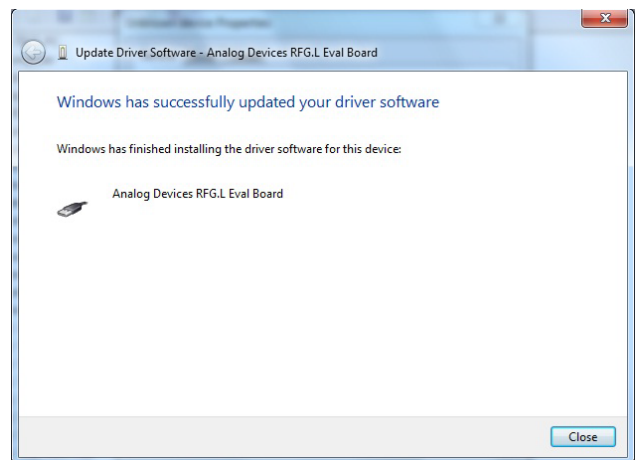 Update Driver Software - Analog Devices RFG.L Eval Board
Windows has successfully updated your driver software
Windows has finished installing the driver software for this device:
Analog Devices RFG.L Eval Board
Close